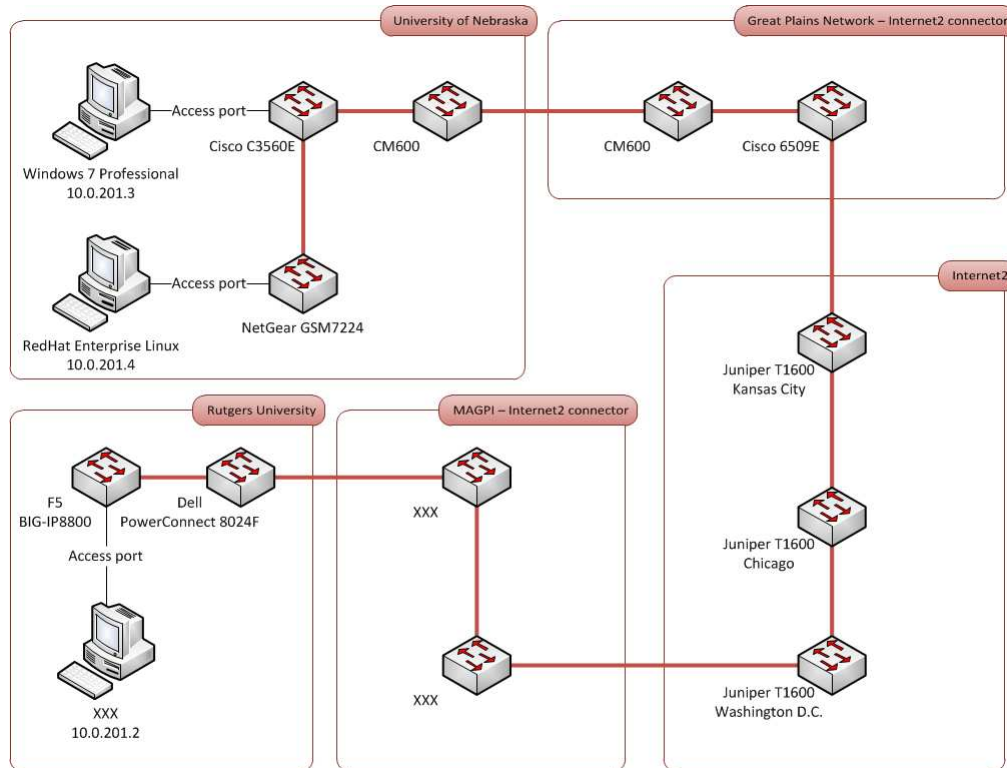 University of Nebraska
Access port
Windows 7 Professional
10.0.201.3
Cisco C3560E
CM600
Access port
RedHat Enterprise Linux
10.0.201.4
NetGear GSM7224
Great Plains Network – Internet2 connector
CM600
Cisco 6509E
Internet2
Juniper T1600
Kansas City
Juniper T1600
Chicago
Juniper T1600
Washington D.C.
MAGPI – Internet2 connector
XXX
XXX
Rutgers University
F5
BIG-IP8800
Dell
PowerConnect 8024F
Access port
XXX
10.0.201.2